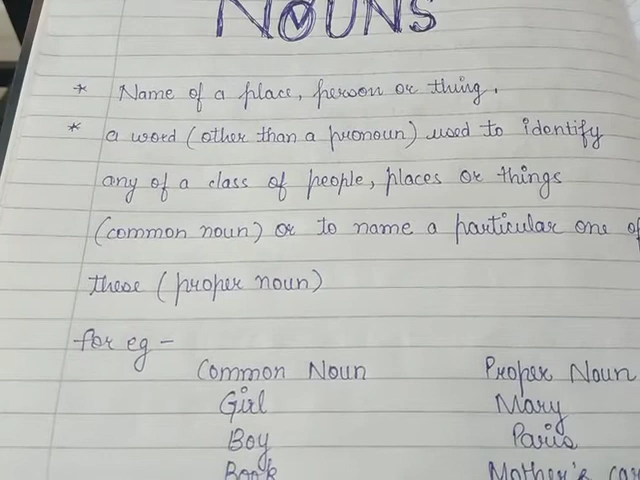 NOUNS
* Name of a place, person or thing.
* a word (other than a pronoun) used to identify
any of a class of people, places or things
(common noun) or to name a particular one of
these (proper noun)
for eg -
Common Noun Proper Noun
Girl Mary
Boy Paris
Book Mother's